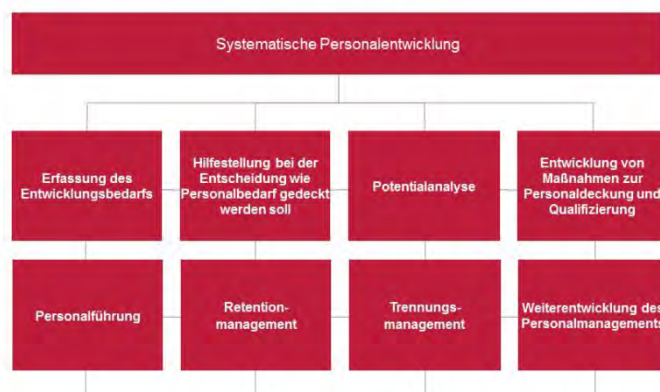 Systematische Personalentwicklung
Erfassung des
Entwicklungsbedarfs
Hilfestellung bei der
Entscheidung wie
Personalbedarf gedeckt
werden soll
Potentialanalyse
Entwicklung von
Maßnahmen zur
Personaldeckung und
Qualifizierung
Personalführung
Retention-
management
Trennungs-
management
Weiterentwicklung des
Personalmanagements